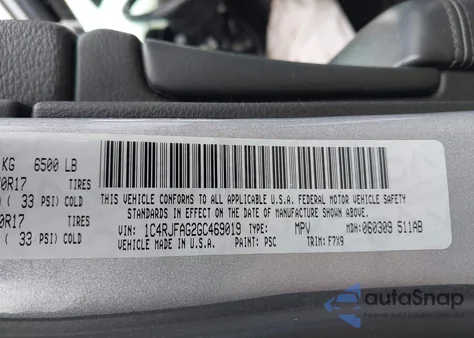 KG 6500 LB
0R17 TIRES
( 33 PSI) COLD
0R17 TIRES
( 33 PSI) COLD
THIS VEHICLE CONFORMS TO ALL APPLICABLE U.S.A. FEDERAL MOTOR VEHICLE SAFETY
STANDARDS IN EFFECT ON THE DATE OF MANUFACTURE SHOWN ABOVE.
VIN: 1C4RJFAG2GC469019 TYPE: MPV MDH: 060309 511AB
VEHICLE MADE IN U.S.A. PAINT: PSC TRIM: F7X9
autoSnap